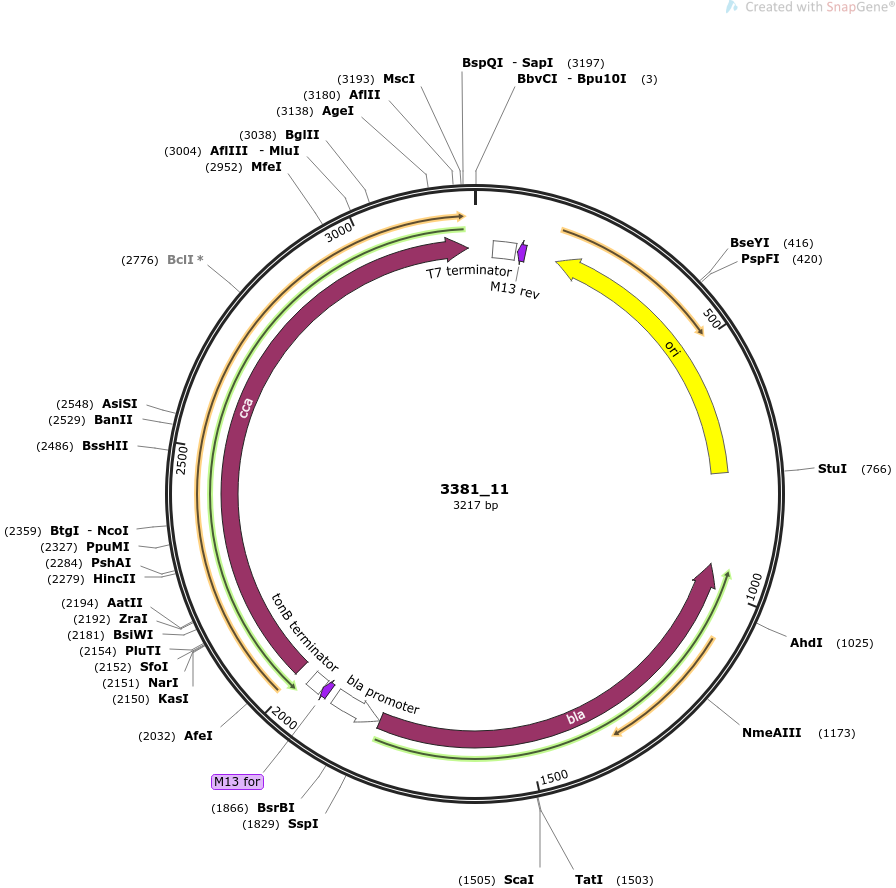 Created with SnapGene®
BspQI - SapI (3197)
BbvCI - Bpu10I (3)
(3193) MscI
(3180) AflII
(3138) AgeI
(3038) BglII
(3004) AflIII - MluI
(2952) MfeI
3000
BseYI (416)
PspFI (420)
(2776) BclI *
T7 terminator
M13 rev
500
ori
(2548) AsiSI
(2529) BanII
(2486) BssHII
cca
2500
StuI (766)
3381_11
3217 bp
(2359) BtgI - NcoI
(2327) PpuMI
(2284) PshAI
(2279) HincII
(2194) AatII
(2192) ZraI
(2181) BsiWI
(2154) PluTI
(2152) SfoI
(2151) NarI
(2150) KasI
tonB terminator
1000
AhdI (1025)
bla promoter
bla
2000
(2032) AfeI
NmeAIII (1173)
M13 for
1500
(1866) BsrBI
(1829) SspI
(1505) ScaI
TatI (1503)